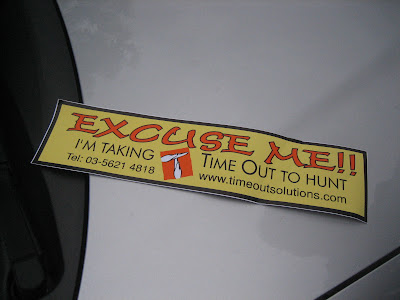 EXCUSE ME!!
I'M TAKING TIME OUT TO HUNT
Tel: 03-5621 4818 www.timeoutsolutions.com